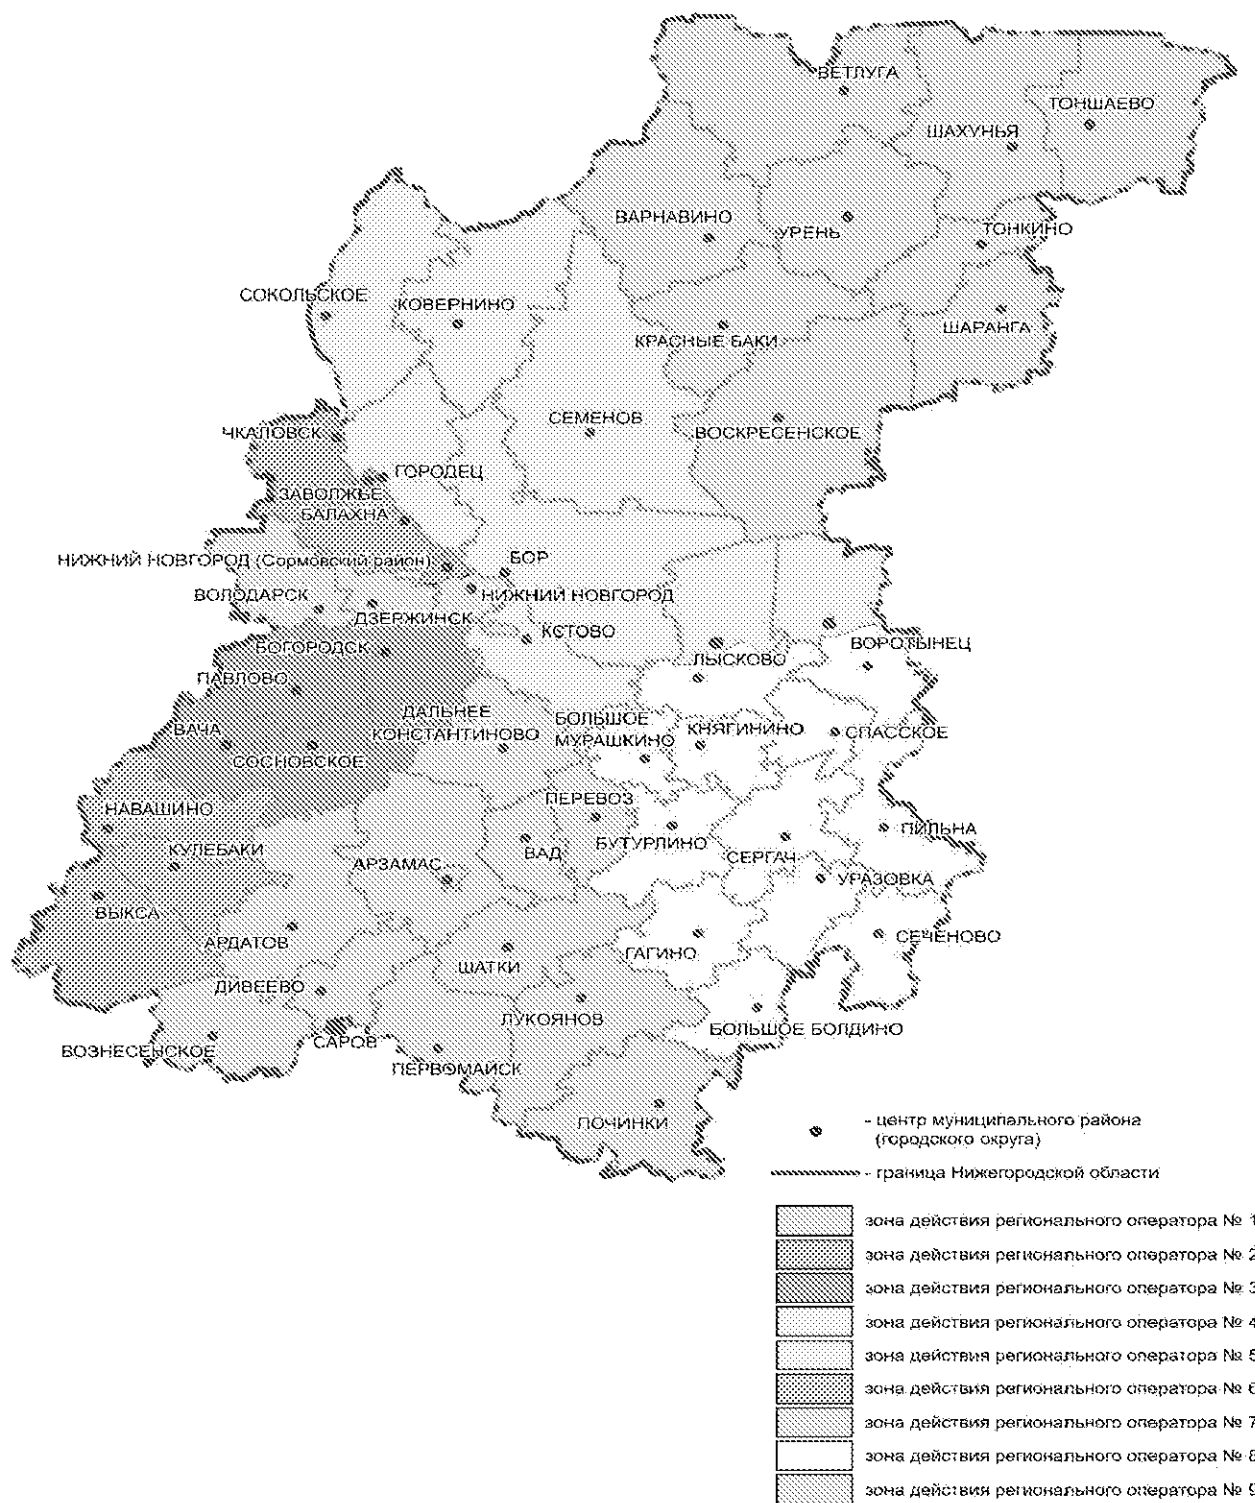 ВЕТЛУГА
ТОНШАЕВО
ШАХУНЬЯ
ВАРНАВИНО
УРЕНЬ
ТОНКИНО
СОКОЛЬСКОЕ
КОВЕРНИНО
ШАРАНГА
КРАСНЫЕ БАКИ
СЕМЕНОВ
ВОСКРЕСЕНСКОЕ
ЧКАЛОВСК
ГОРОДЕЦ
ЗАВОЛЖЬЕ
БАЛАХНА
НИЖНИЙ НОВГОРОД (Сормовский район)
БОР
ВОЛОДАРСК
НИЖНИЙ НОВГОРОД
ДЗЕРЖИНСК
КСТОВО
БОГОРОДСК
ЛЫСКОВО
ВОРОТЫНЕЦ
ПАВЛОВО
ВАЧА
ДАЛЬНЕЕ
КОНСТАНТИНОВО
БОЛЬШОЕ
МУРАШКИНО
КНЯГИНИНО
СПАССКОЕ
СОСНОВСКОЕ
НАВАШИНО
ПЕРЕВОЗ
ПИЛЬНА
КУЛЕБАКИ
АРЗАМАС
ВАД
БУТУРЛИНО
СЕРГАЧ
УРАЗОВКА
ВЫКСА
АРДАТОВ
ШАТКИ
ГАГИНО
СЕЧЕНОВО
ДИВЕЕВО
ЛУКОЯНОВ
БОЛЬШОЕ БОЛДИНО
ВОЗНЕСЕНСКОЕ
САРОВ
ПЕРВОМАЙСК
ПОЧИНКИ
- центр муниципального района
(городского округа)
- граница Нижегородской области
зона действия регионального оператора № 1
зона действия регионального оператора № 2
зона действия регионального оператора № 3
зона действия регионального оператора № 4
зона действия регионального оператора № 5
зона действия регионального оператора № 6
зона действия регионального оператора № 7
зона действия регионального оператора № 8
зона действия регионального оператора № 9